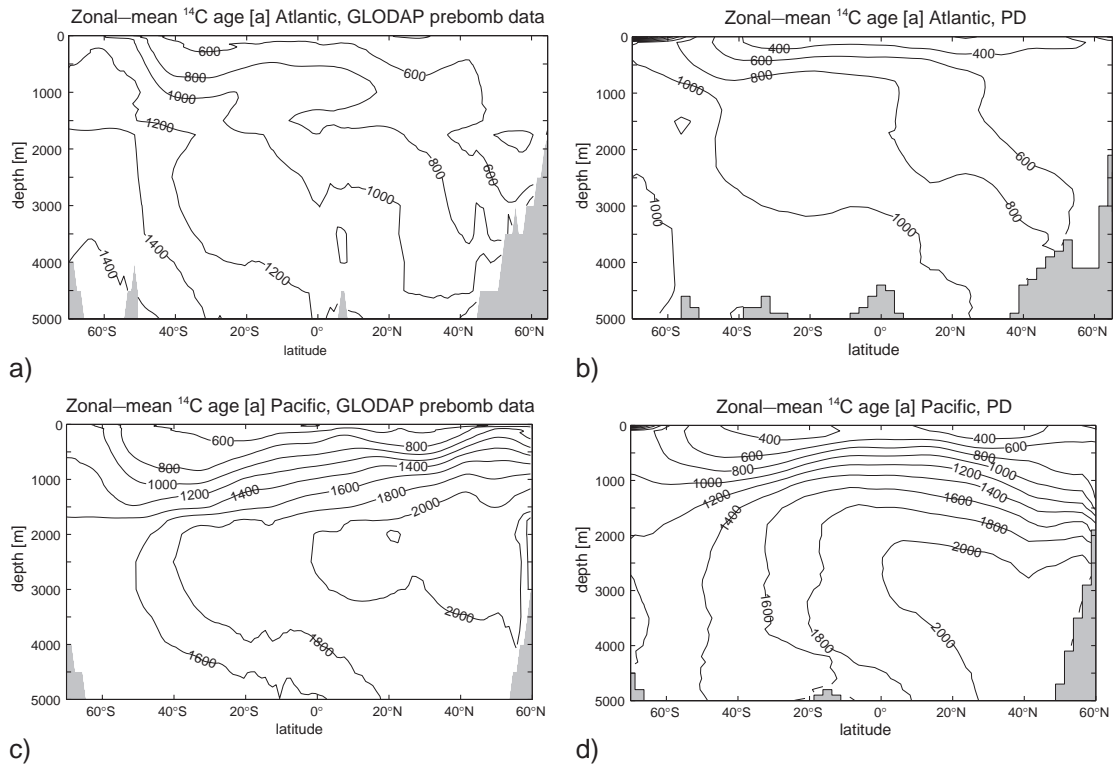 Zonal–mean ¹⁴C age [a] Atlantic, GLODAP prebomb data
0
1000
2000
3000
4000
5000
depth [m]
60°S
40°S
20°S
0°
20°N
40°N
60°N
latitude
600
800
1000
1200
600
800
600
1000
1200
1400
1400
a)
Zonal–mean ¹⁴C age [a] Atlantic, PD
0
1000
2000
3000
4000
5000
depth [m]
60°S
40°S
20°S
0°
20°N
40°N
60°N
latitude
400
400
600
800
1000
600
800
1000
1000
b)
Zonal–mean ¹⁴C age [a] Pacific, GLODAP prebomb data
0
1000
2000
3000
4000
5000
depth [m]
60°S
40°S
20°S
0°
20°N
40°N
60°N
latitude
600
800
800
1000
1200
1400
1400
1600
1800
2000
2000
1800
1600
c)
Zonal–mean ¹⁴C age [a] Pacific, PD
0
1000
2000
3000
4000
5000
depth [m]
60°S
40°S
20°S
0°
20°N
40°N
60°N
latitude
400
400
600
600
800
800
1000
1000
1200
1200
1400
1400
1600
1800
2000
1600
1800
2000
d)